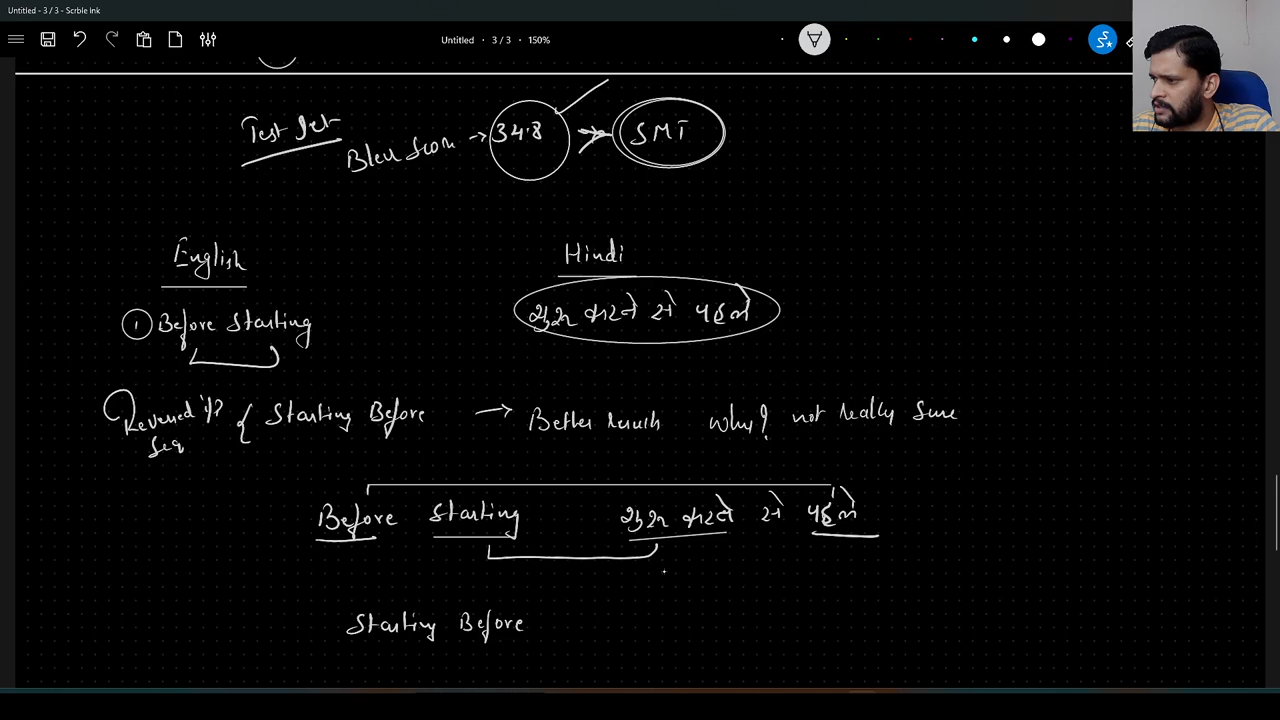 Untitled - 3 / 3 - Scrble Ink
Untitled • 3 / 3 • 150%
Test Set
Bleu Score → 34.8
SMT
English
Hindi
① Before Starting
Reversed i/p
Seq
{ Starting Before → Better results Why? not really sure
Before Starting
Starting Before